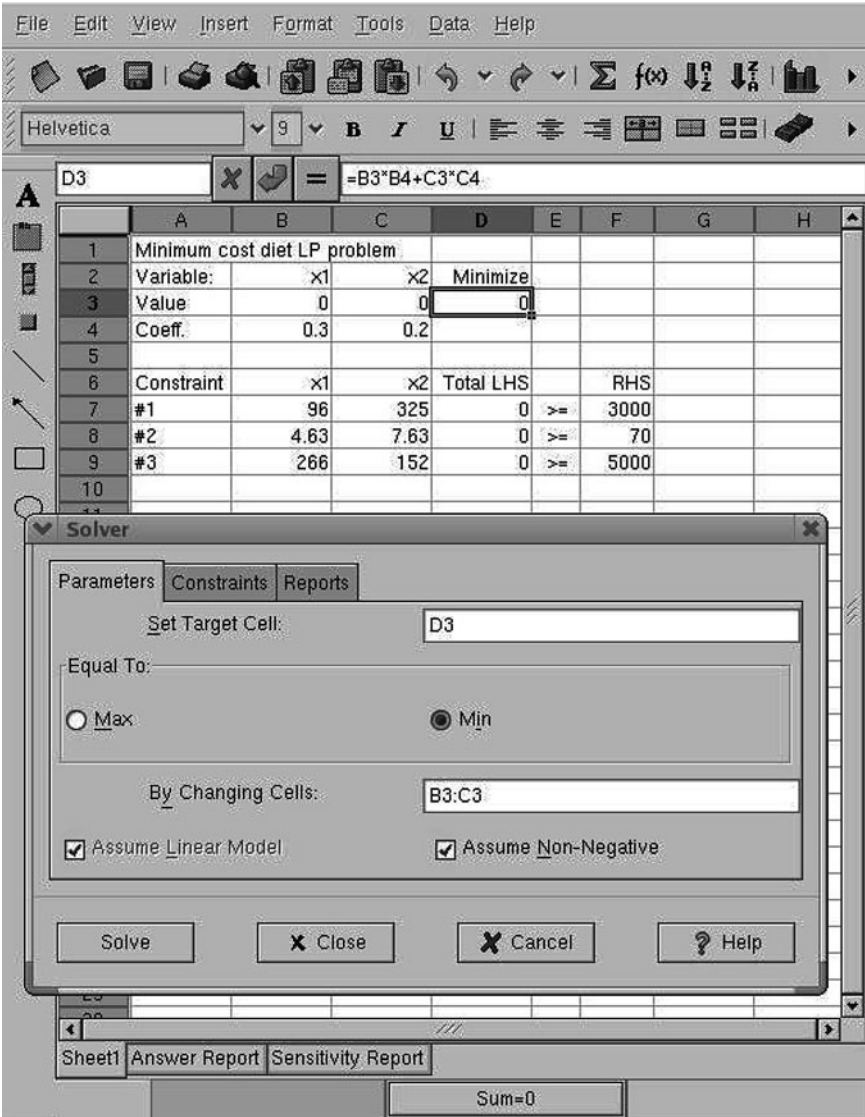 File Edit View Insert Format Tools Data Help
Helvetica 9 B I U
D3 = =B3*B4+C3*C4
A B C D E F G H
1 Minimum cost diet LP problem
2 Variable: x1 x2 Minimize
3 Value 0 0 0
4 Coeff. 0.3 0.2
5
6 Constraint x1 x2 Total LHS RHS
7 #1 96 325 0 >= 3000
8 #2 4.63 7.63 0 >= 70
9 #3 266 152 0 >= 5000
10
Solver
Parameters Constraints Reports
Set Target Cell: D3
Equal To:
Max Min
By Changing Cells: B3:C3
Assume Linear Model Assume Non-Negative
Solve Close Cancel Help
Sheet1 Answer Report Sensitivity Report
Sum=0